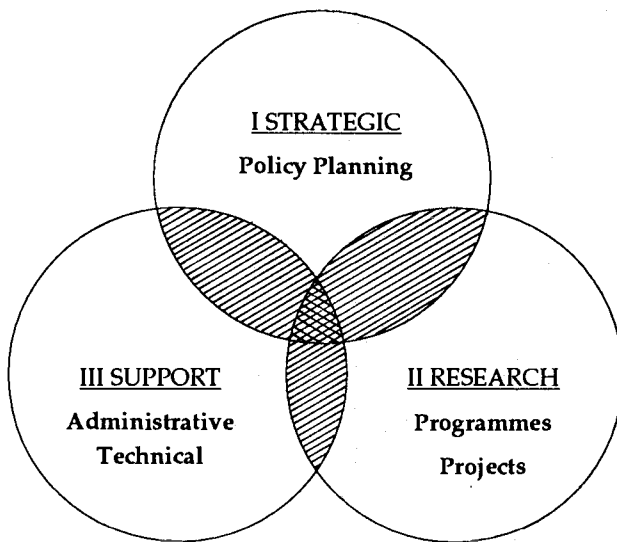 I STRATEGIC
Policy Planning
III SUPPORT
Administrative
Technical
II RESEARCH
Programmes
Projects